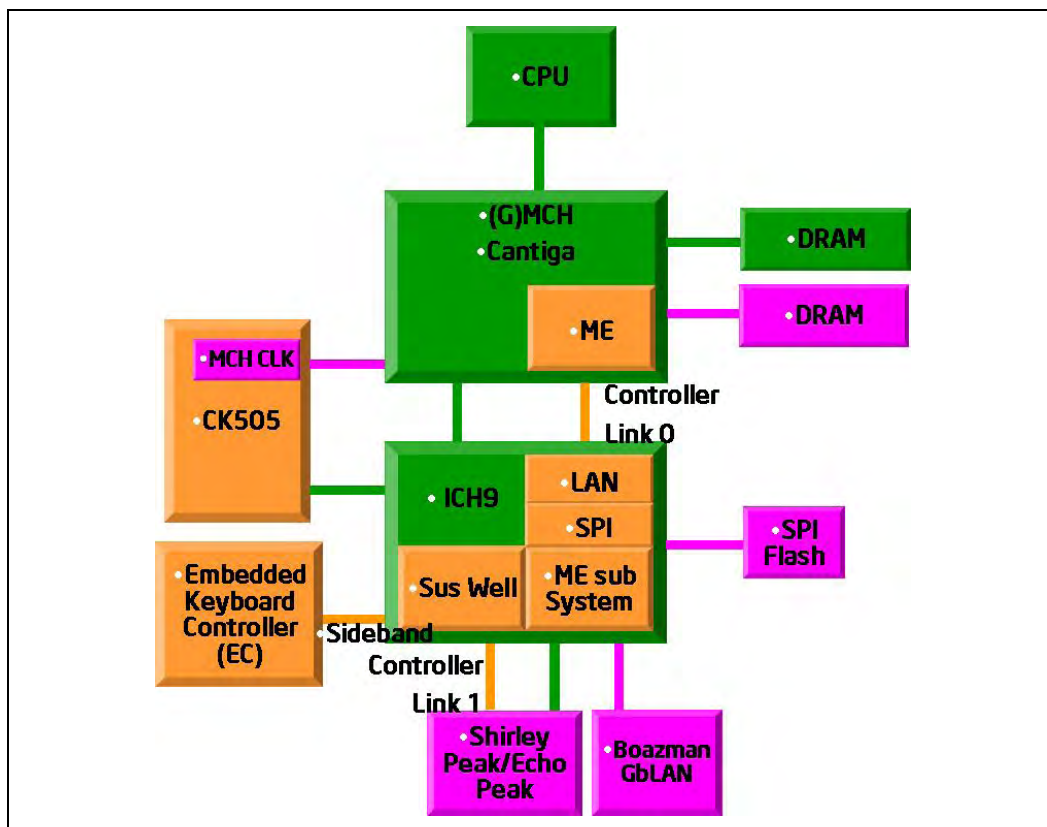 CPU
(G)MCH
Cantiga
DRAM
ME
DRAM
MCH CLK
CK505
Controller
Link 0
ICH9
LAN
SPI
SPI
Flash
Sus Well
ME sub
System
Embedded
Keyboard
Controller
(EC)
Sideband
Controller
Link 1
Shirley
Peak/Echo
Peak
Boazman
GbLAN